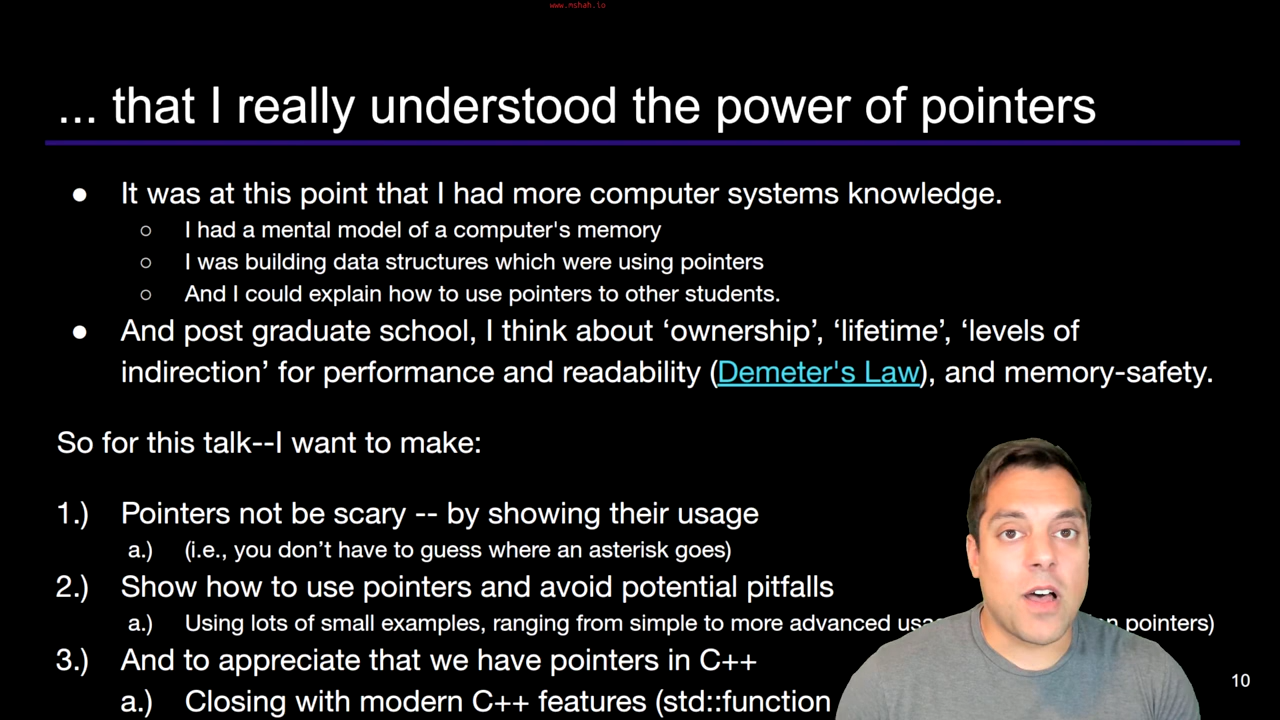 www.mshah.io
... that I really understood the power of pointers
● It was at this point that I had more computer systems knowledge.
○ I had a mental model of a computer's memory
○ I was building data structures which were using pointers
○ And I could explain how to use pointers to other students.
● And post graduate school, I think about ‘ownership’, ‘lifetime’, ‘levels of
indirection’ for performance and readability (Demeter's Law), and memory-safety.
So for this talk--I want to make:
1.) Pointers not be scary -- by showing their usage
a.) (i.e., you don’t have to guess where an asterisk goes)
2.) Show how to use pointers and avoid potential pitfalls
a.) Using lots of small examples, ranging from simple to more advanced pointers)
3.) And to appreciate that we have pointers in C++
a.) Closing with modern C++ features (std::function
10